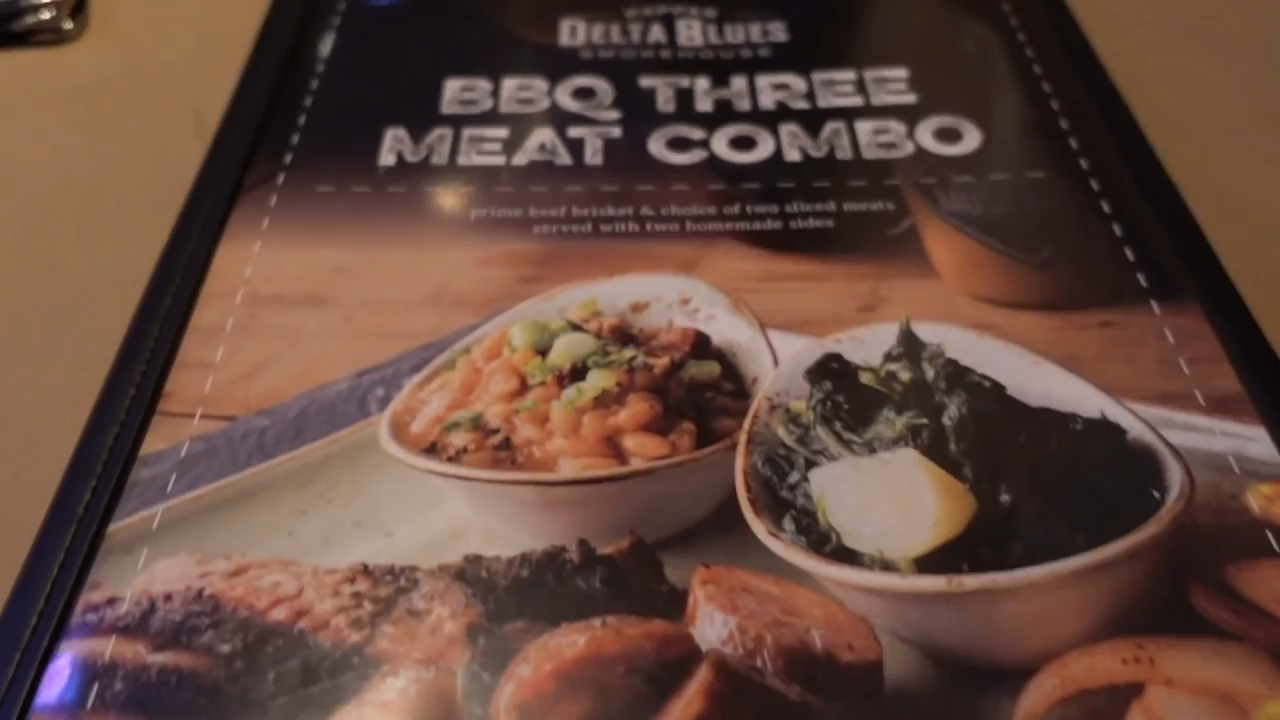 DELTA BLUES
SMOKEHOUSE
BBQ THREE
MEAT COMBO
prime beef brisket & choice of two sliced meats
served with two homemade sides